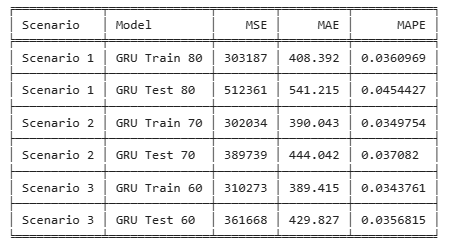 Scenario Model MSE MAE MAPE
Scenario 1 GRU Train 80 303187 408.392 0.0360969
Scenario 1 GRU Test 80 512361 541.215 0.0454427
Scenario 2 GRU Train 70 302034 390.043 0.0349754
Scenario 2 GRU Test 70 389739 444.042 0.037082
Scenario 3 GRU Train 60 310273 389.415 0.0343761
Scenario 3 GRU Test 60 361668 429.827 0.0356815